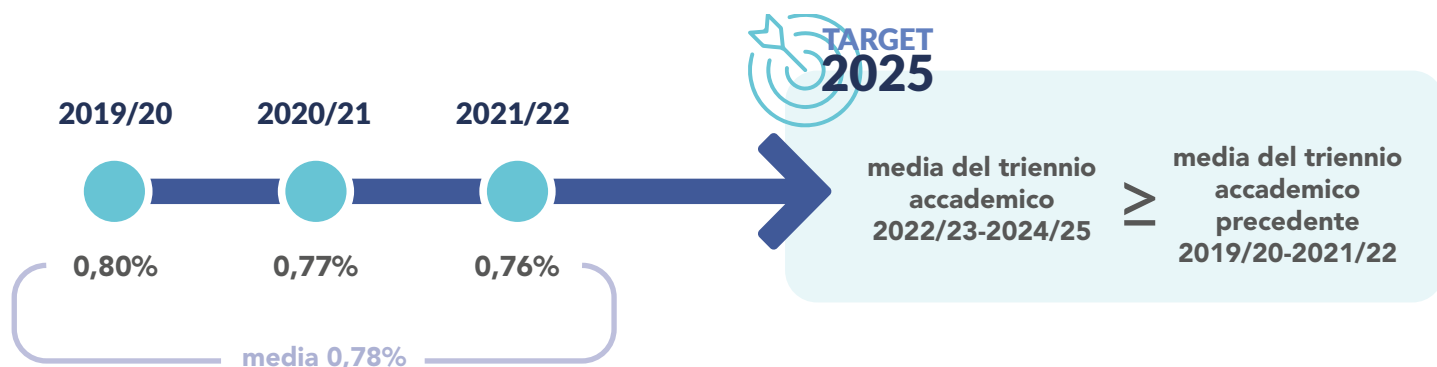 TARGET
2025
2019/20
2020/21
2021/22
0,80%
0,77%
0,76%
media 0,78%
media del triennio
accademico
2022/23-2024/25
≥
media del triennio
accademico
precedente
2019/20-2021/22